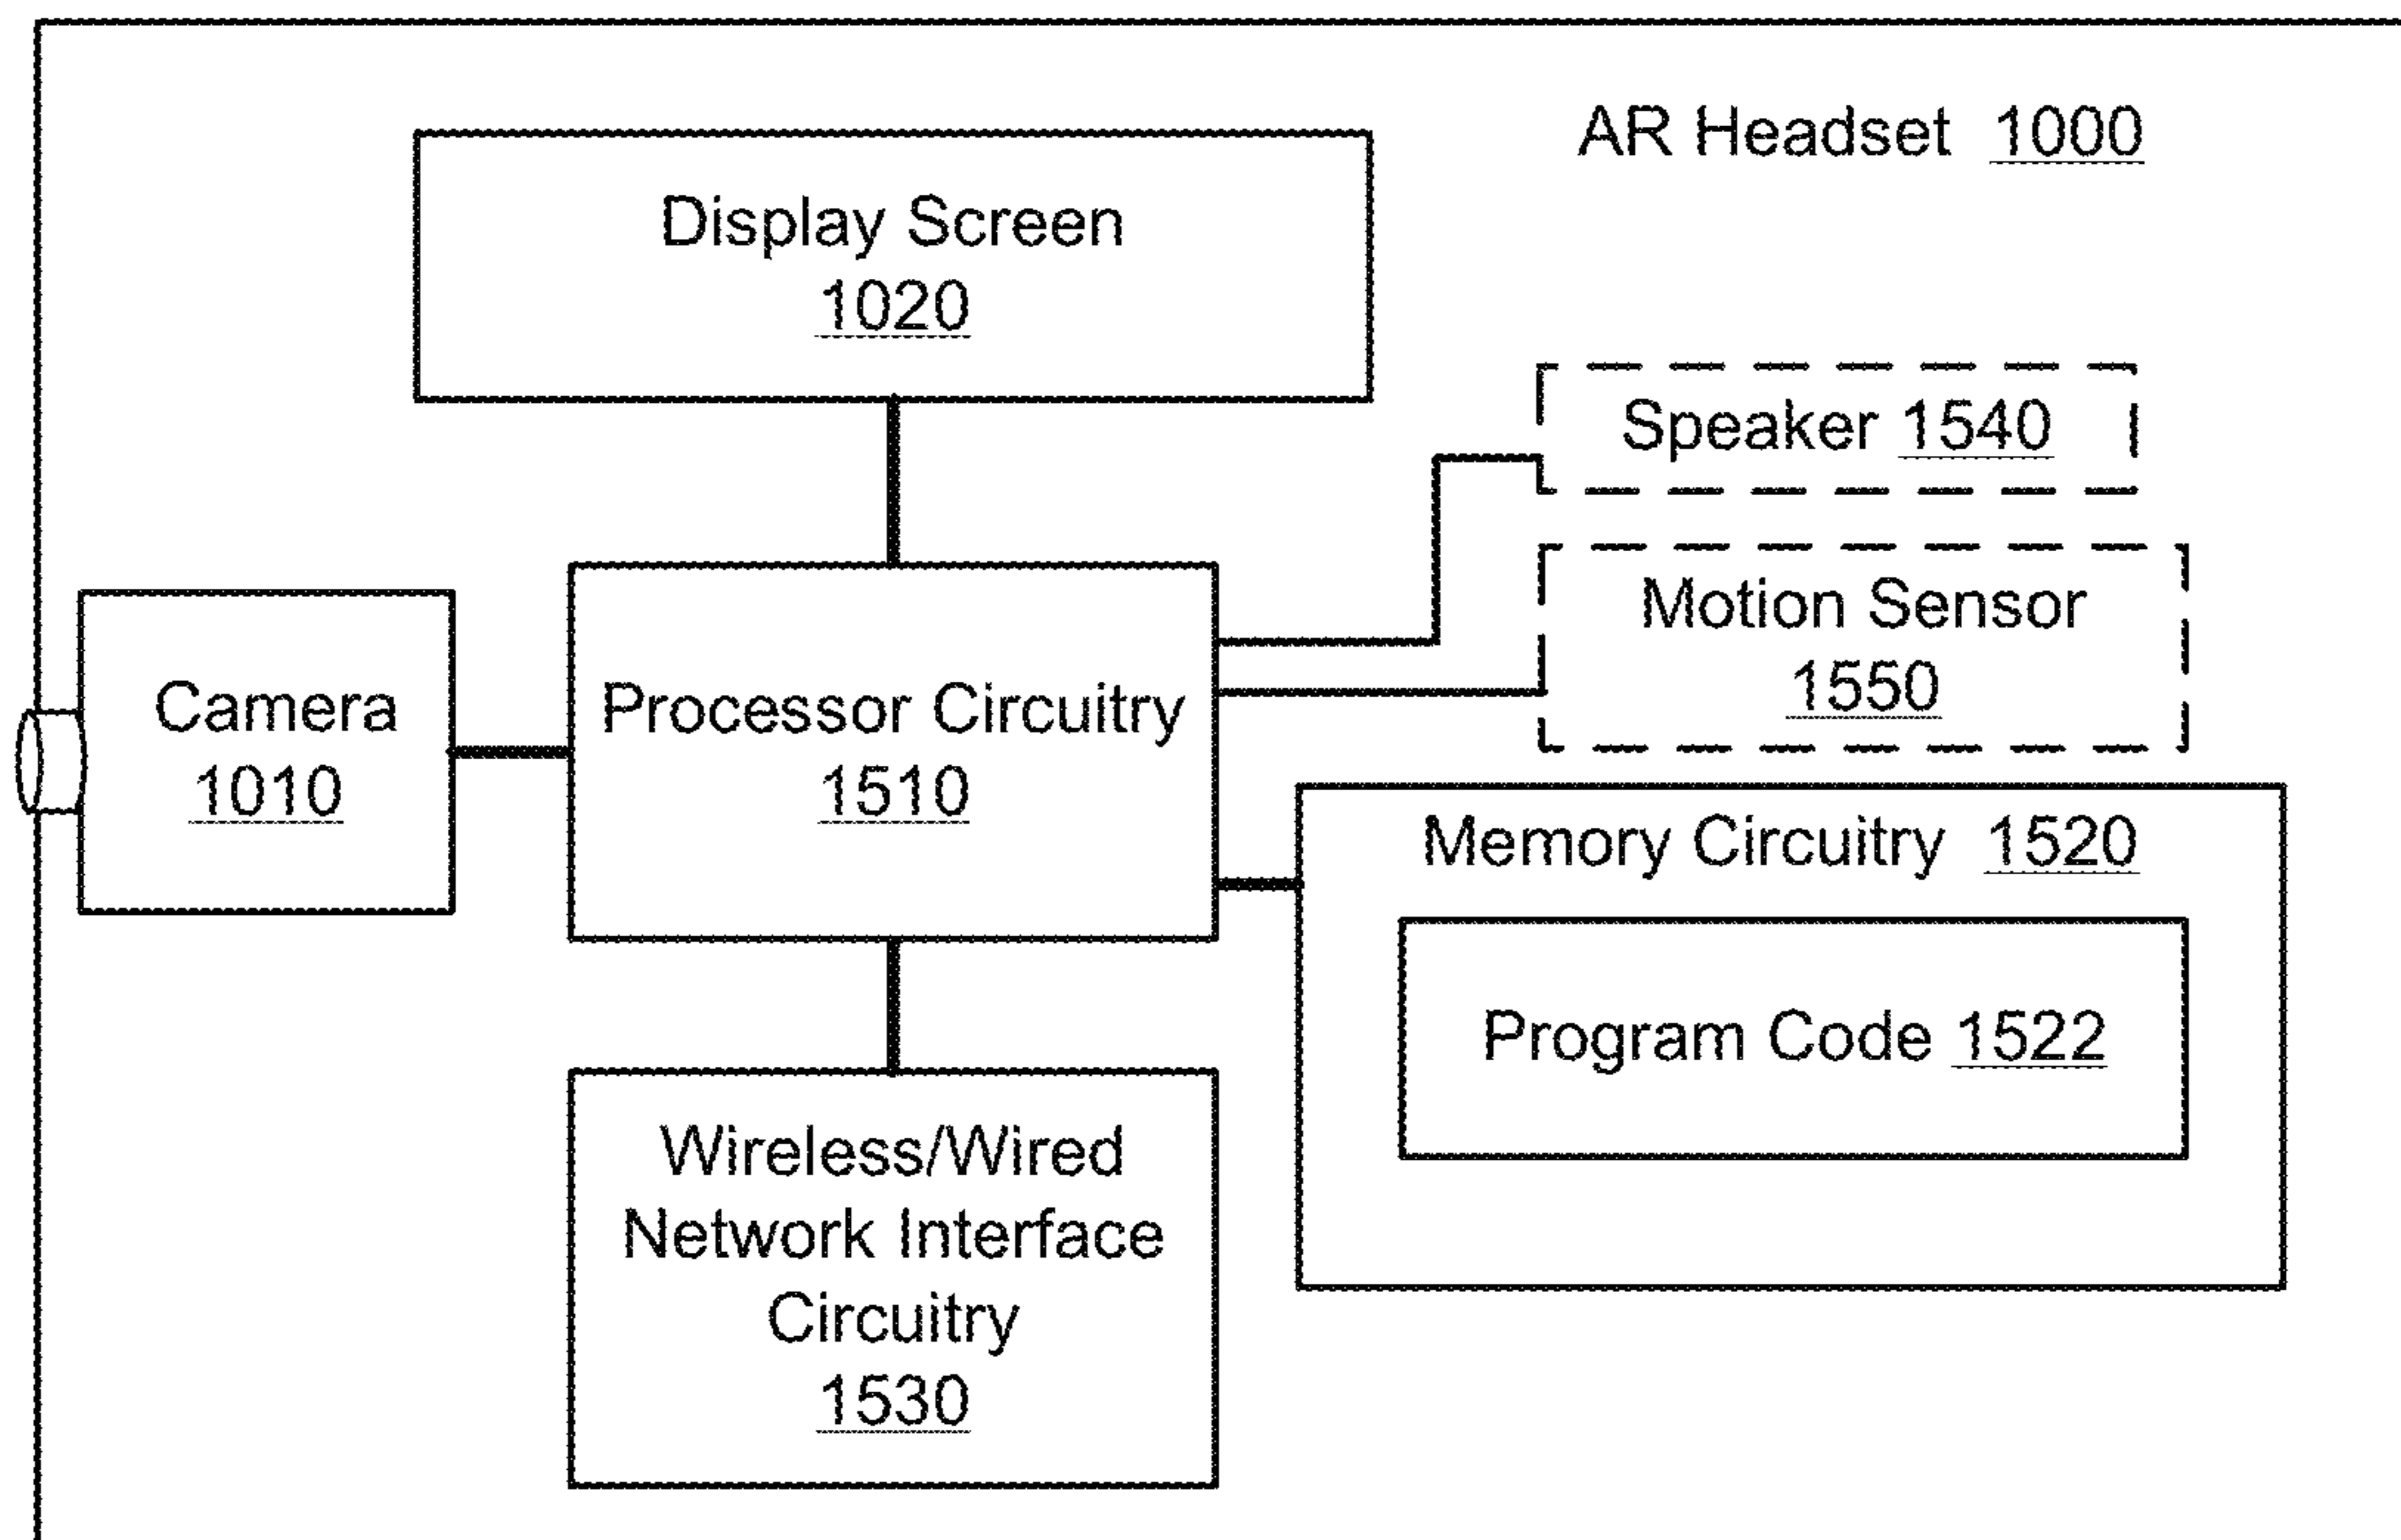 AR Headset 1000
Display Screen
1020
Speaker 1540
Motion Sensor
1550
Camera
1010
Processor Circuitry
1510
Memory Circuitry 1520
Program Code 1522
Wireless/Wired
Network Interface
Circuitry
1530